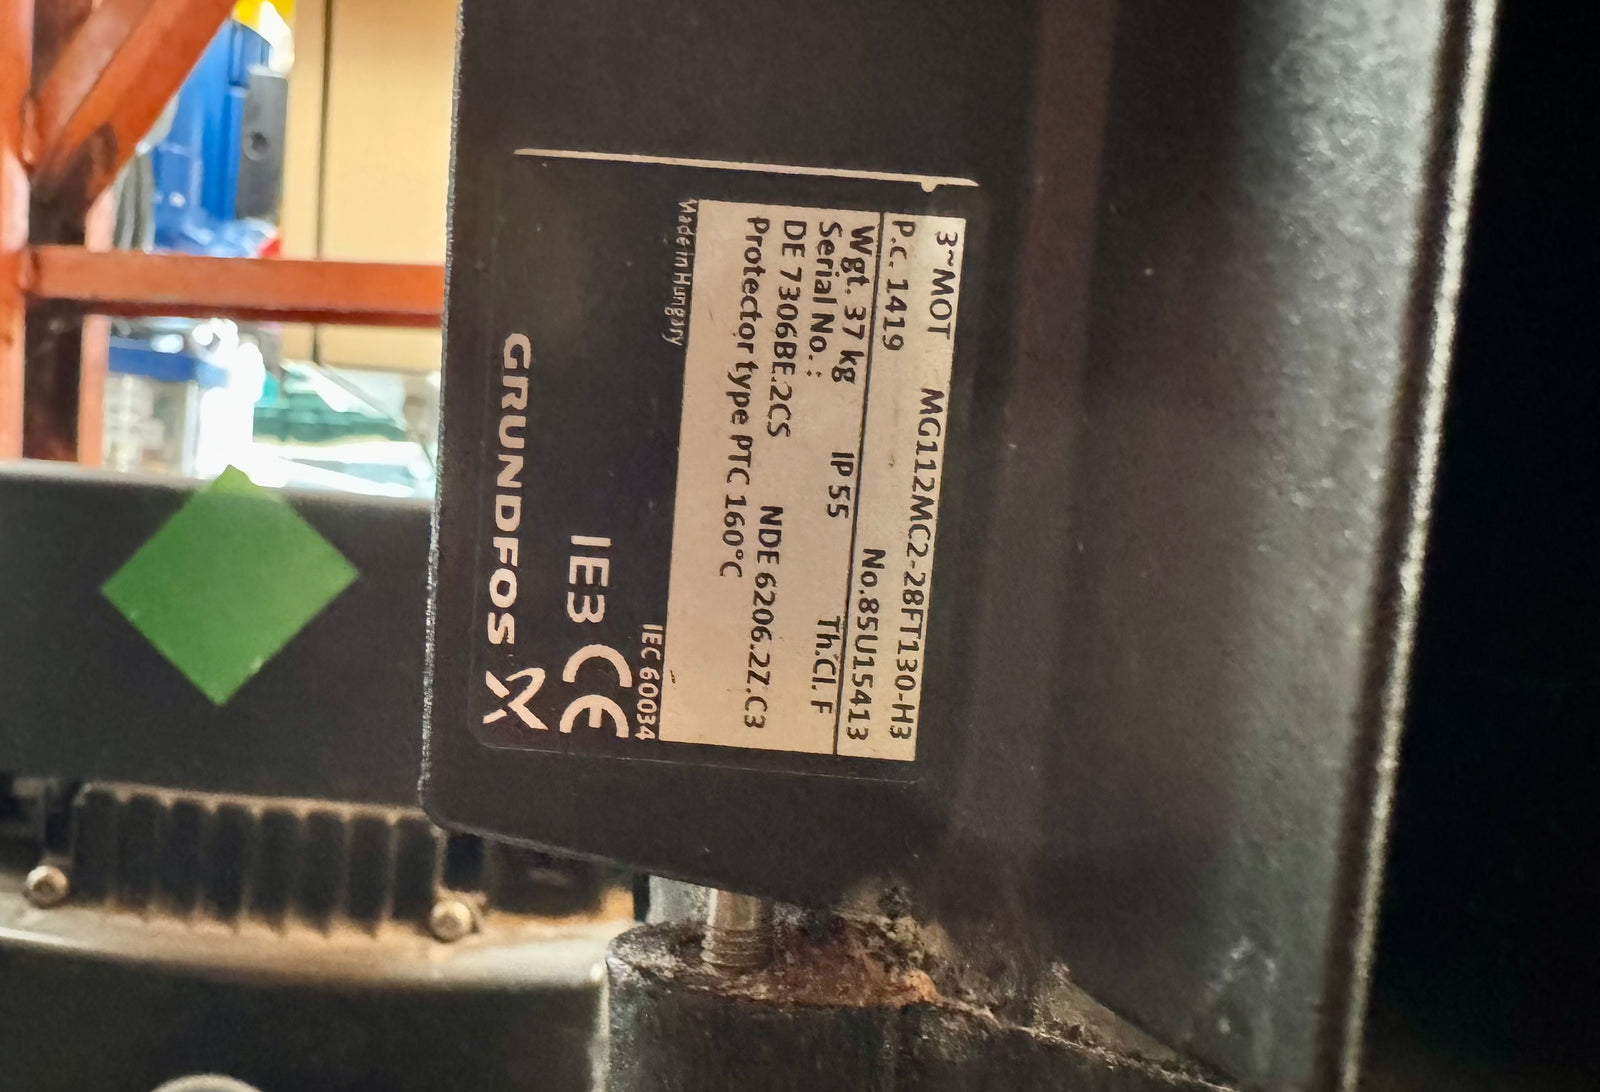 3~MOT MG112MC2-28FT130-H3
P.C. 1419 No.85U15413
Wgt. 37 kg IP 55 Th.Cl. F
Serial No. :
DE 7306BE.2CS NDE 6206.2Z.C3
Protector type PTC 160°C
Made in Hungary IEC 60034
IE3 CE
GRUNDFOS